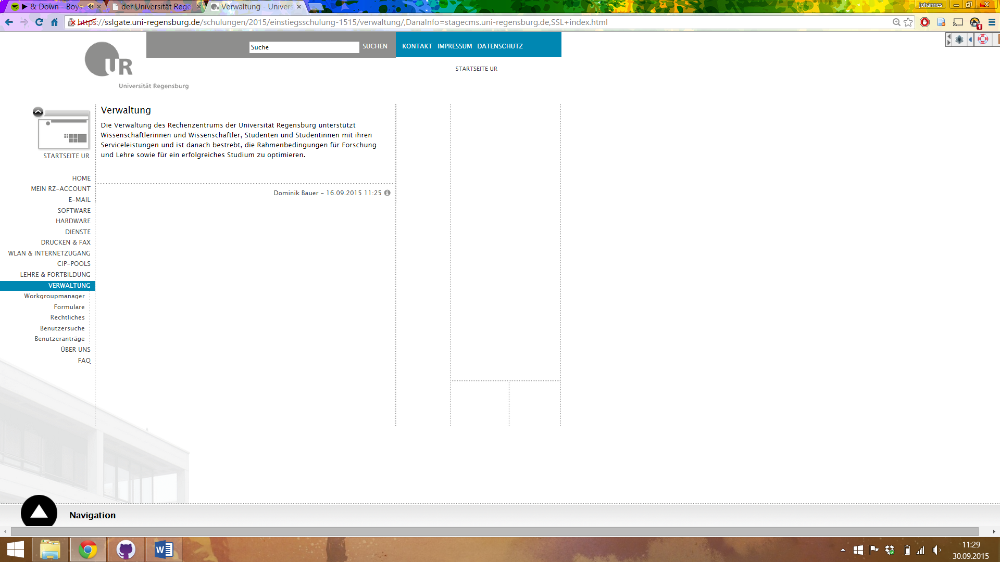 ▶ & Down - Boys
der Universität Rege
Verwaltung - Univers
johannes
https://sslgate.uni-regensburg.de/schulungen/2015/einstiegsschulung-1515/verwaltung/,DanaInfo=stagecms.uni-regensburg.de,SSL+index.html
1
Suche
SUCHEN
KONTAKT IMPRESSUM DATENSCHUTZ
UR
Universität Regensburg
STARTSEITE UR
STARTSEITE UR
HOME
MEIN RZ-ACCOUNT
E-MAIL
SOFTWARE
HARDWARE
DIENSTE
DRUCKEN & FAX
WLAN & INTERNETZUGANG
CIP-POOLS
LEHRE & FORTBILDUNG
VERWALTUNG
Workgroupmanager
Formulare
Rechtliches
Benutzersuche
Benutzeranträge
ÜBER UNS
FAQ
Verwaltung
Die Verwaltung des Rechenzentrums der Universität Regensburg unterstützt
Wissenschaftlerinnen und Wissenschaftler, Studenten und Studentinnen mit ihren
Serviceleistungen und ist danach bestrebt, die Rahmenbedingungen für Forschung
und Lehre sowie für ein erfolgreiches Studium zu optimieren.
Dominik Bauer - 16.09.2015 11:25
Navigation
11:29
30.09.2015